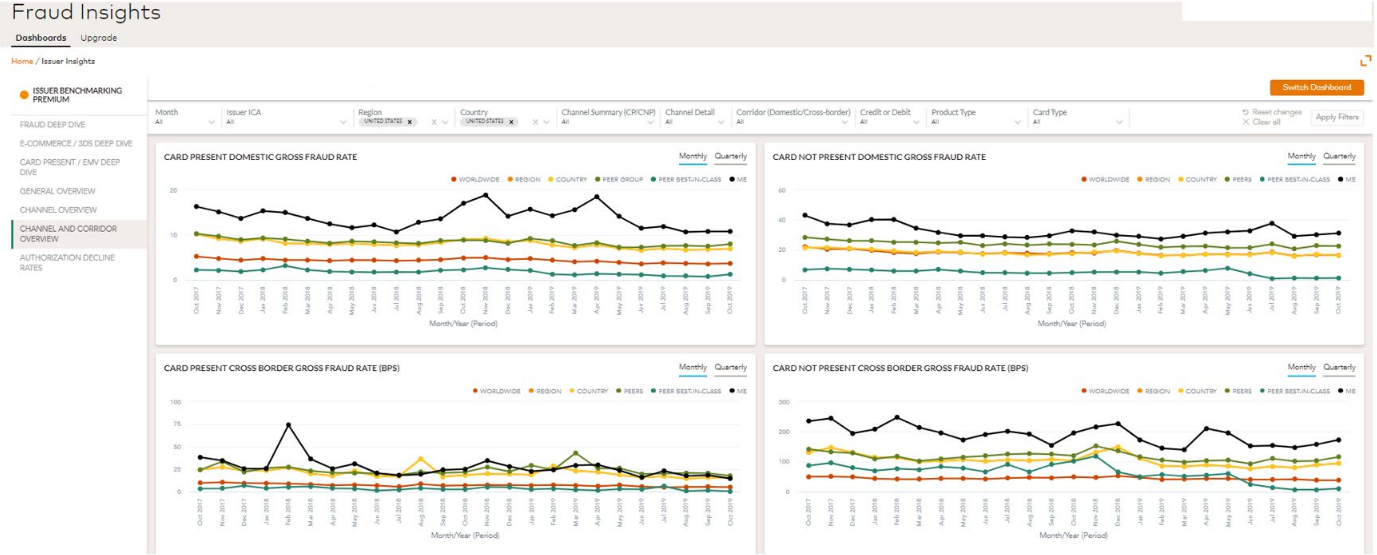 Fraud Insights
Dashboards Upgrade
Home / Issuer Insights
ISSUER BENCHMARKING
PREMIUM
FRAUD DEEP DIVE
E-COMMERCE / 3DS DEEP DIVE
CARD PRESENT / EMV DEEP
DIVE
GENERAL OVERVIEW
CHANNEL OVERVIEW
CHANNEL AND CORRIDOR
OVERVIEW
AUTHORIZATION DECLINE
RATES
Switch Dashboard
Month Issuer ICA Region Country Channel Summary (CP/CNP) Channel Detail Corridor (Domestic/Cross-border) Credit or Debit Product Type Card Type
All All UNITED STATES x UNITED STATES x All All All All All All
Reset changes
Clear all
Apply Filters
CARD PRESENT DOMESTIC GROSS FRAUD RATE
Monthly Quarterly
WORLDWIDE REGION COUNTRY PEER GROUP PEER BEST-IN-CLASS ME
20
10
0
Oct 2017 Nov 2017 Dec 2017 Jan 2018 Feb 2018 Mar 2018 Apr 2018 May 2018 Jun 2018 Jul 2018 Aug 2018 Sep 2018 Oct 2018 Nov 2018 Dec 2018 Jan 2019 Feb 2019 Mar 2019 Apr 2019 May 2019 Jun 2019 Jul 2019 Aug 2019 Sep 2019 Oct 2019
Month/Year (Period)
CARD NOT PRESENT DOMESTIC GROSS FRAUD RATE
Monthly Quarterly
WORLDWIDE REGION COUNTRY PEERS PEER BEST-IN-CLASS ME
60
40
20
0
Oct 2017 Nov 2017 Dec 2017 Jan 2018 Feb 2018 Mar 2018 Apr 2018 May 2018 Jun 2018 Jul 2018 Aug 2018 Sep 2018 Oct 2018 Nov 2018 Dec 2018 Jan 2019 Feb 2019 Mar 2019 Apr 2019 May 2019 Jun 2019 Jul 2019 Aug 2019 Sep 2019 Oct 2019
Month/Year (Period)
CARD PRESENT CROSS BORDER GROSS FRAUD RATE (BPS)
Monthly Quarterly
WORLDWIDE REGION COUNTRY PEERS PEER BEST-IN-CLASS ME
100
75
50
25
0
Oct 2017 Nov 2017 Dec 2017 Jan 2018 Feb 2018 Mar 2018 Apr 2018 May 2018 Jun 2018 Jul 2018 Aug 2018 Sep 2018 Oct 2018 Nov 2018 Dec 2018 Jan 2019 Feb 2019 Mar 2019 Apr 2019 May 2019 Jun 2019 Jul 2019 Aug 2019 Sep 2019 Oct 2019
Month/Year (Period)
CARD NOT PRESENT CROSS BORDER GROSS FRAUD RATE (BPS)
Monthly Quarterly
WORLDWIDE REGION COUNTRY PEERS PEER BEST-IN-CLASS ME
300
200
100
0
Oct 2017 Nov 2017 Dec 2017 Jan 2018 Feb 2018 Mar 2018 Apr 2018 May 2018 Jun 2018 Jul 2018 Aug 2018 Sep 2018 Oct 2018 Nov 2018 Dec 2018 Jan 2019 Feb 2019 Mar 2019 Apr 2019 May 2019 Jun 2019 Jul 2019 Aug 2019 Sep 2019 Oct 2019
Month/Year (Period)